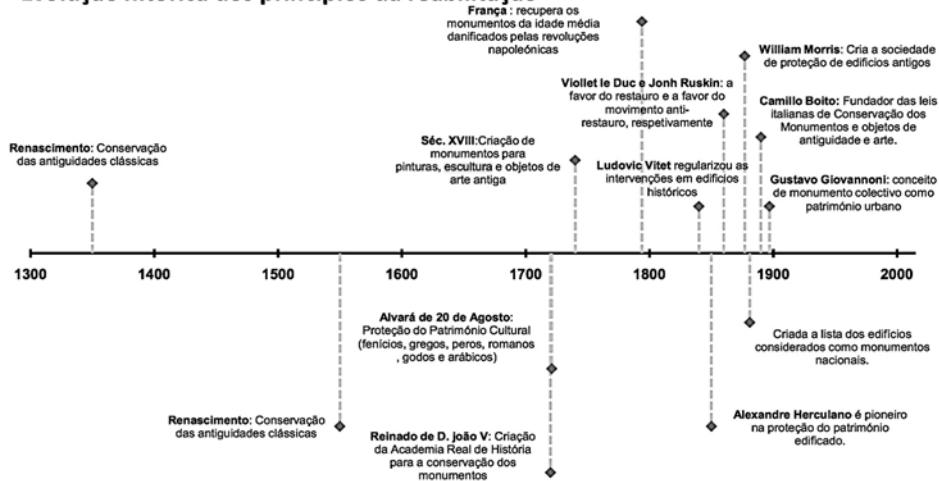 França : recupera os
monumentos da idade média
danificados pelas revoluções
napoleónicas
William Morris: Cria a sociedade
de proteção de edificios antigos
Viollet le Duc e Jonh Ruskin: a
favor do restauro e a favor do
movimento anti-
restauro, respetivamente
Camillo Boito: Fundador das leis
italianas de Conservação dos
Monumentos e objetos de
antiguidade e arte.
Renascimento: Conservação
das antiguidades clássicas
Séc. XVIII:Criação de
monumentos para
pinturas, escultura e objetos de
arte antiga
Ludovic Vitet regularizou as
intervenções em edifícios
históricos
Gustavo Giovannoni: conceito
de monumento colectivo como
património urbano
1300 1400 1500 1600 1700 1800 1900 2000
Alvará de 20 de Agosto:
Proteção do Património Cultural
(fenícios, gregos, peros, romanos
, godos e arábicos)
Criada a lista dos edifícios
considerados como monumentos
nacionais.
Renascimento: Conservação
das antiguidades clássicas
Reinado de D. joão V: Criação
da Academia Real de História
para a conservação dos
monumentos
Alexandre Herculano é pioneiro
na proteção do património
edificado.